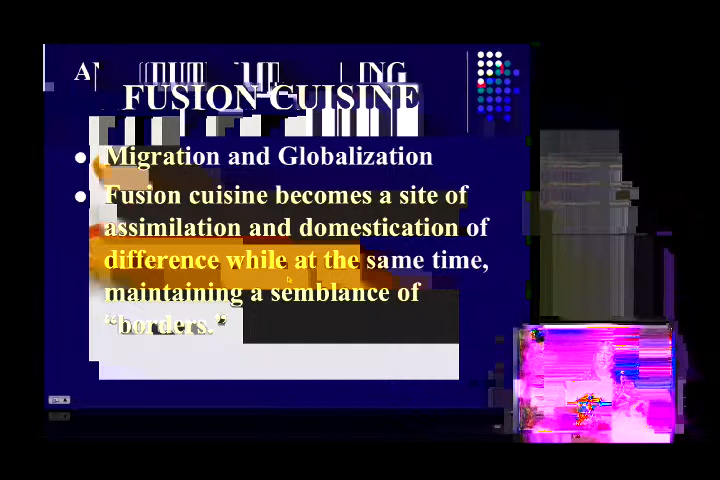 FUSION CUISINE
Migration and Globalization
Fusion cuisine becomes a site of
assimilation and domestication of
difference while at the same time,
maintaining a semblance of
“borders.”